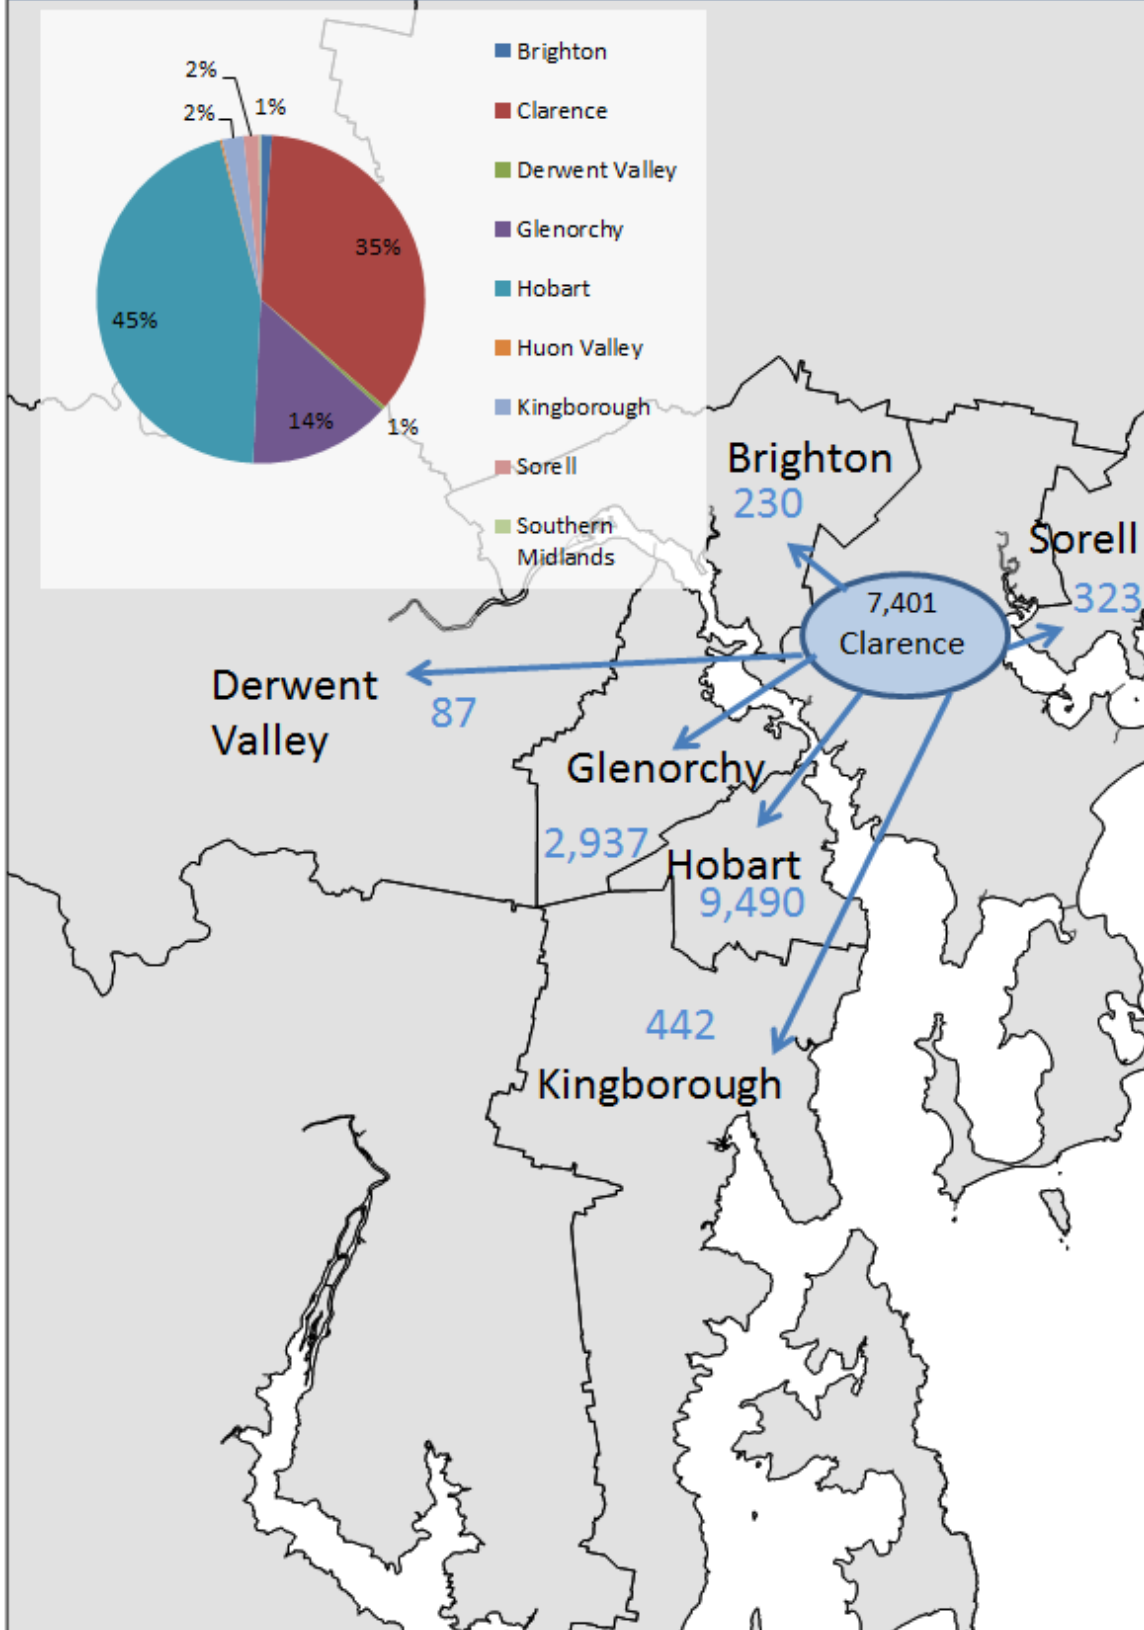 2%
2%
1%
35%
45%
14%
1%
Brighton
Clarence
Derwent Valley
Glenorchy
Hobart
Huon Valley
Kingborough
Sorell
Southern
Midlands
Brighton
230
Sorell
323
7,401
Clarence
Derwent
Valley
87
Glenorchy
2,937
Hobart
9,490
442
Kingborough